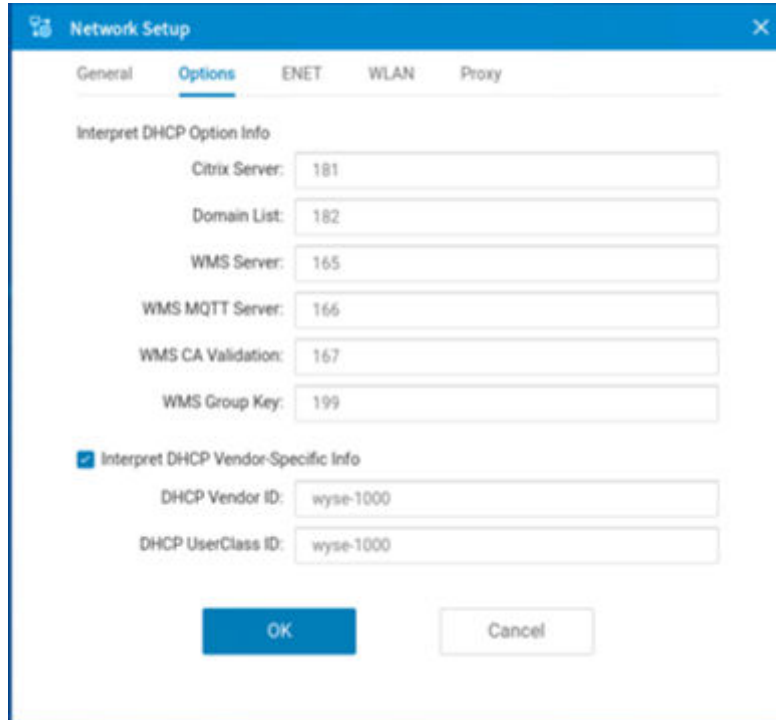 Network Setup
General Options ENET WLAN Proxy
Interpret DHCP Option Info
Citrix Server: 181
Domain List: 182
WMS Server: 165
WMS MQTT Server: 166
WMS CA Validation: 167
WMS Group Key: 199
Interpret DHCP Vendor-Specific Info
DHCP Vendor ID: wyse-1000
DHCP UserClass ID: wyse-1000
OK Cancel